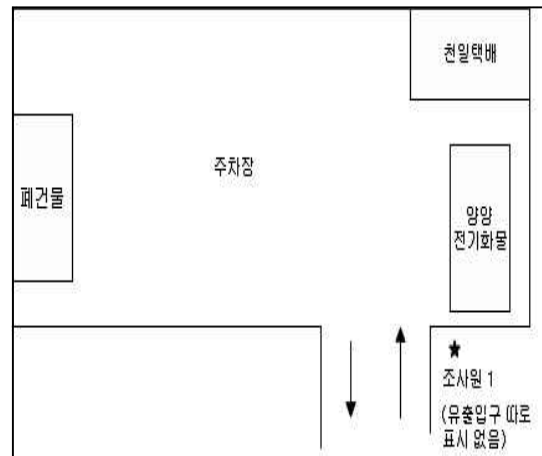 천일택배
주차장
폐건물
양양
전기화물
★
조사원 1
(유출입구 따로
표시 없음)